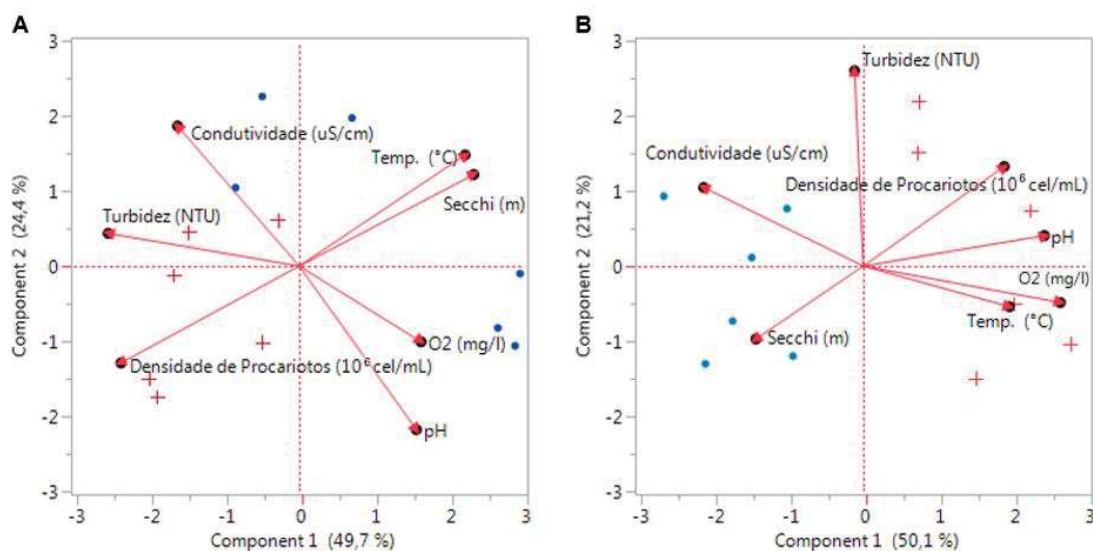 A
3
2
1
0
-1
-2
-3
Component 2 (24,4 %)
Condutividade (uS/cm)
Temp. (°C)
Secchi (m)
Turbidez (NTU)
O2 (mg/l)
Densidade de Procariotos (10⁶ cel/mL)
pH
-3 -2 -1 0 1 2 3
Component 1 (49,7 %)
B
3
2
1
0
-1
-2
-3
Component 2 (21,2 %)
Turbidez (NTU)
Condutividade (uS/cm)
Densidade de Procariotos (10⁶ cel/mL)
pH
O2 (mg/l)
Temp. (°C)
Secchi (m)
-3 -2 -1 0 1 2 3
Component 1 (50,1 %)